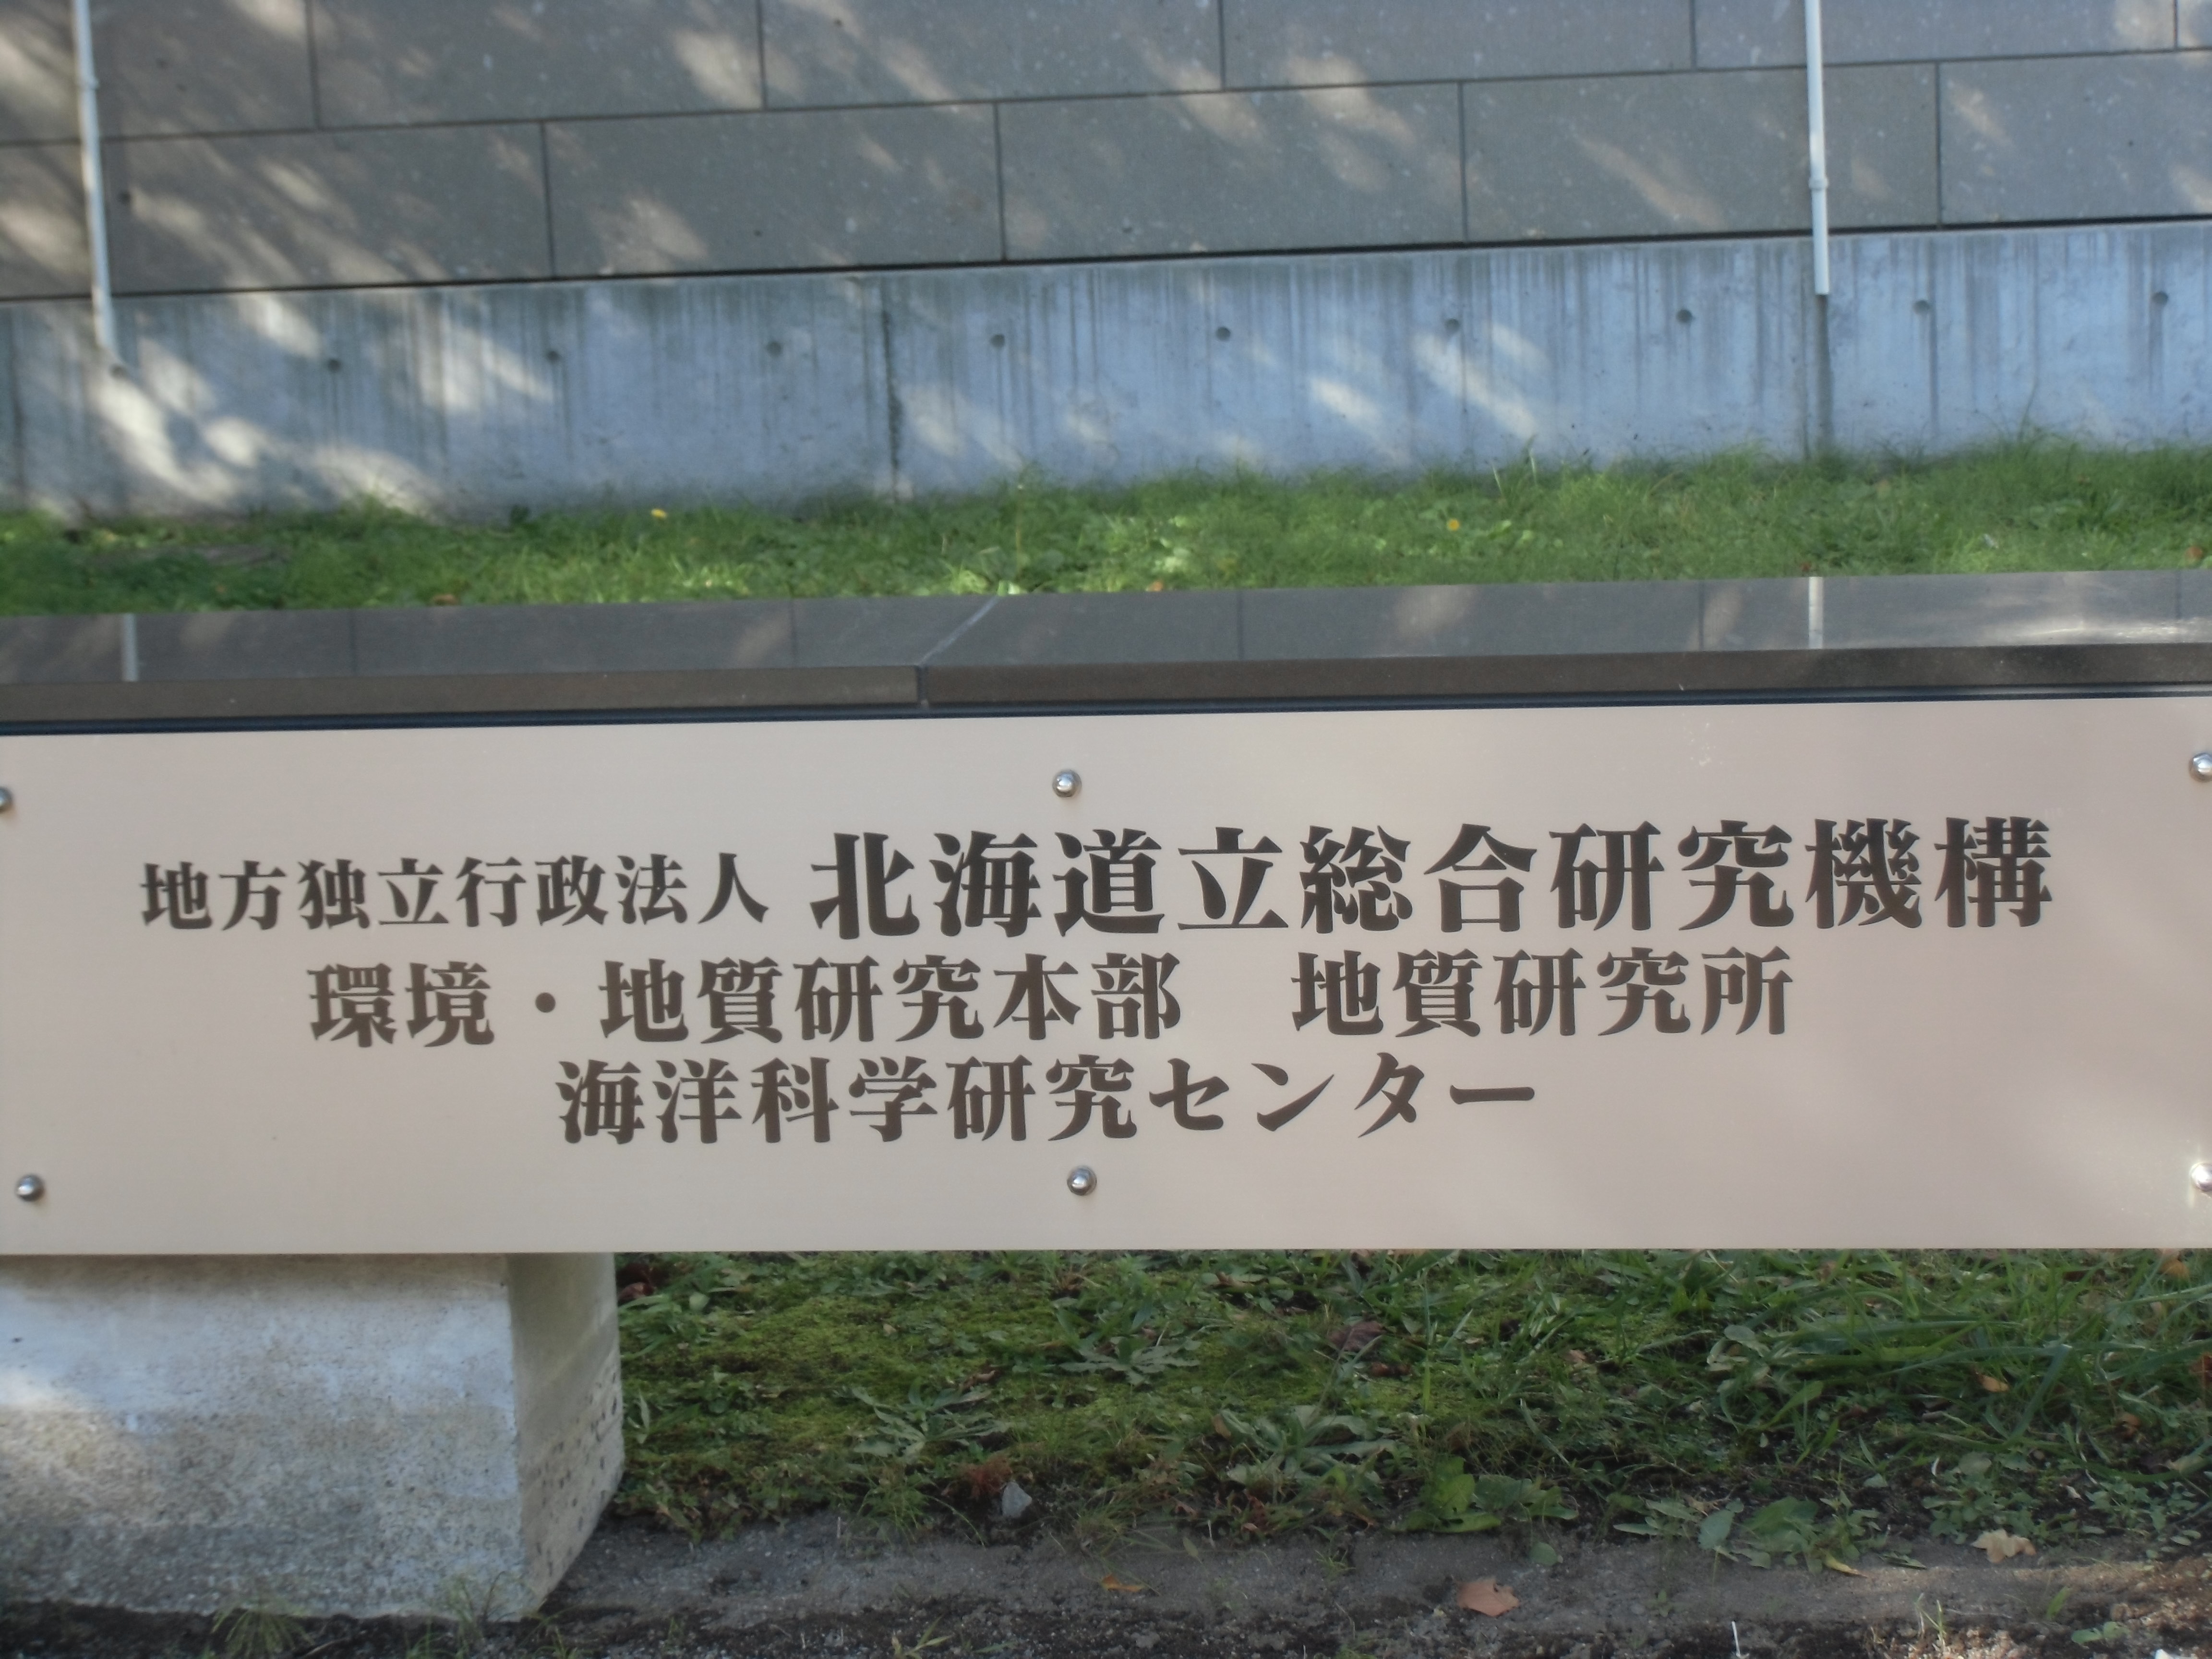 地方独立行政法人 北海道立総合研究機構
環境・地質研究本部　地質研究所
海洋科学研究センター